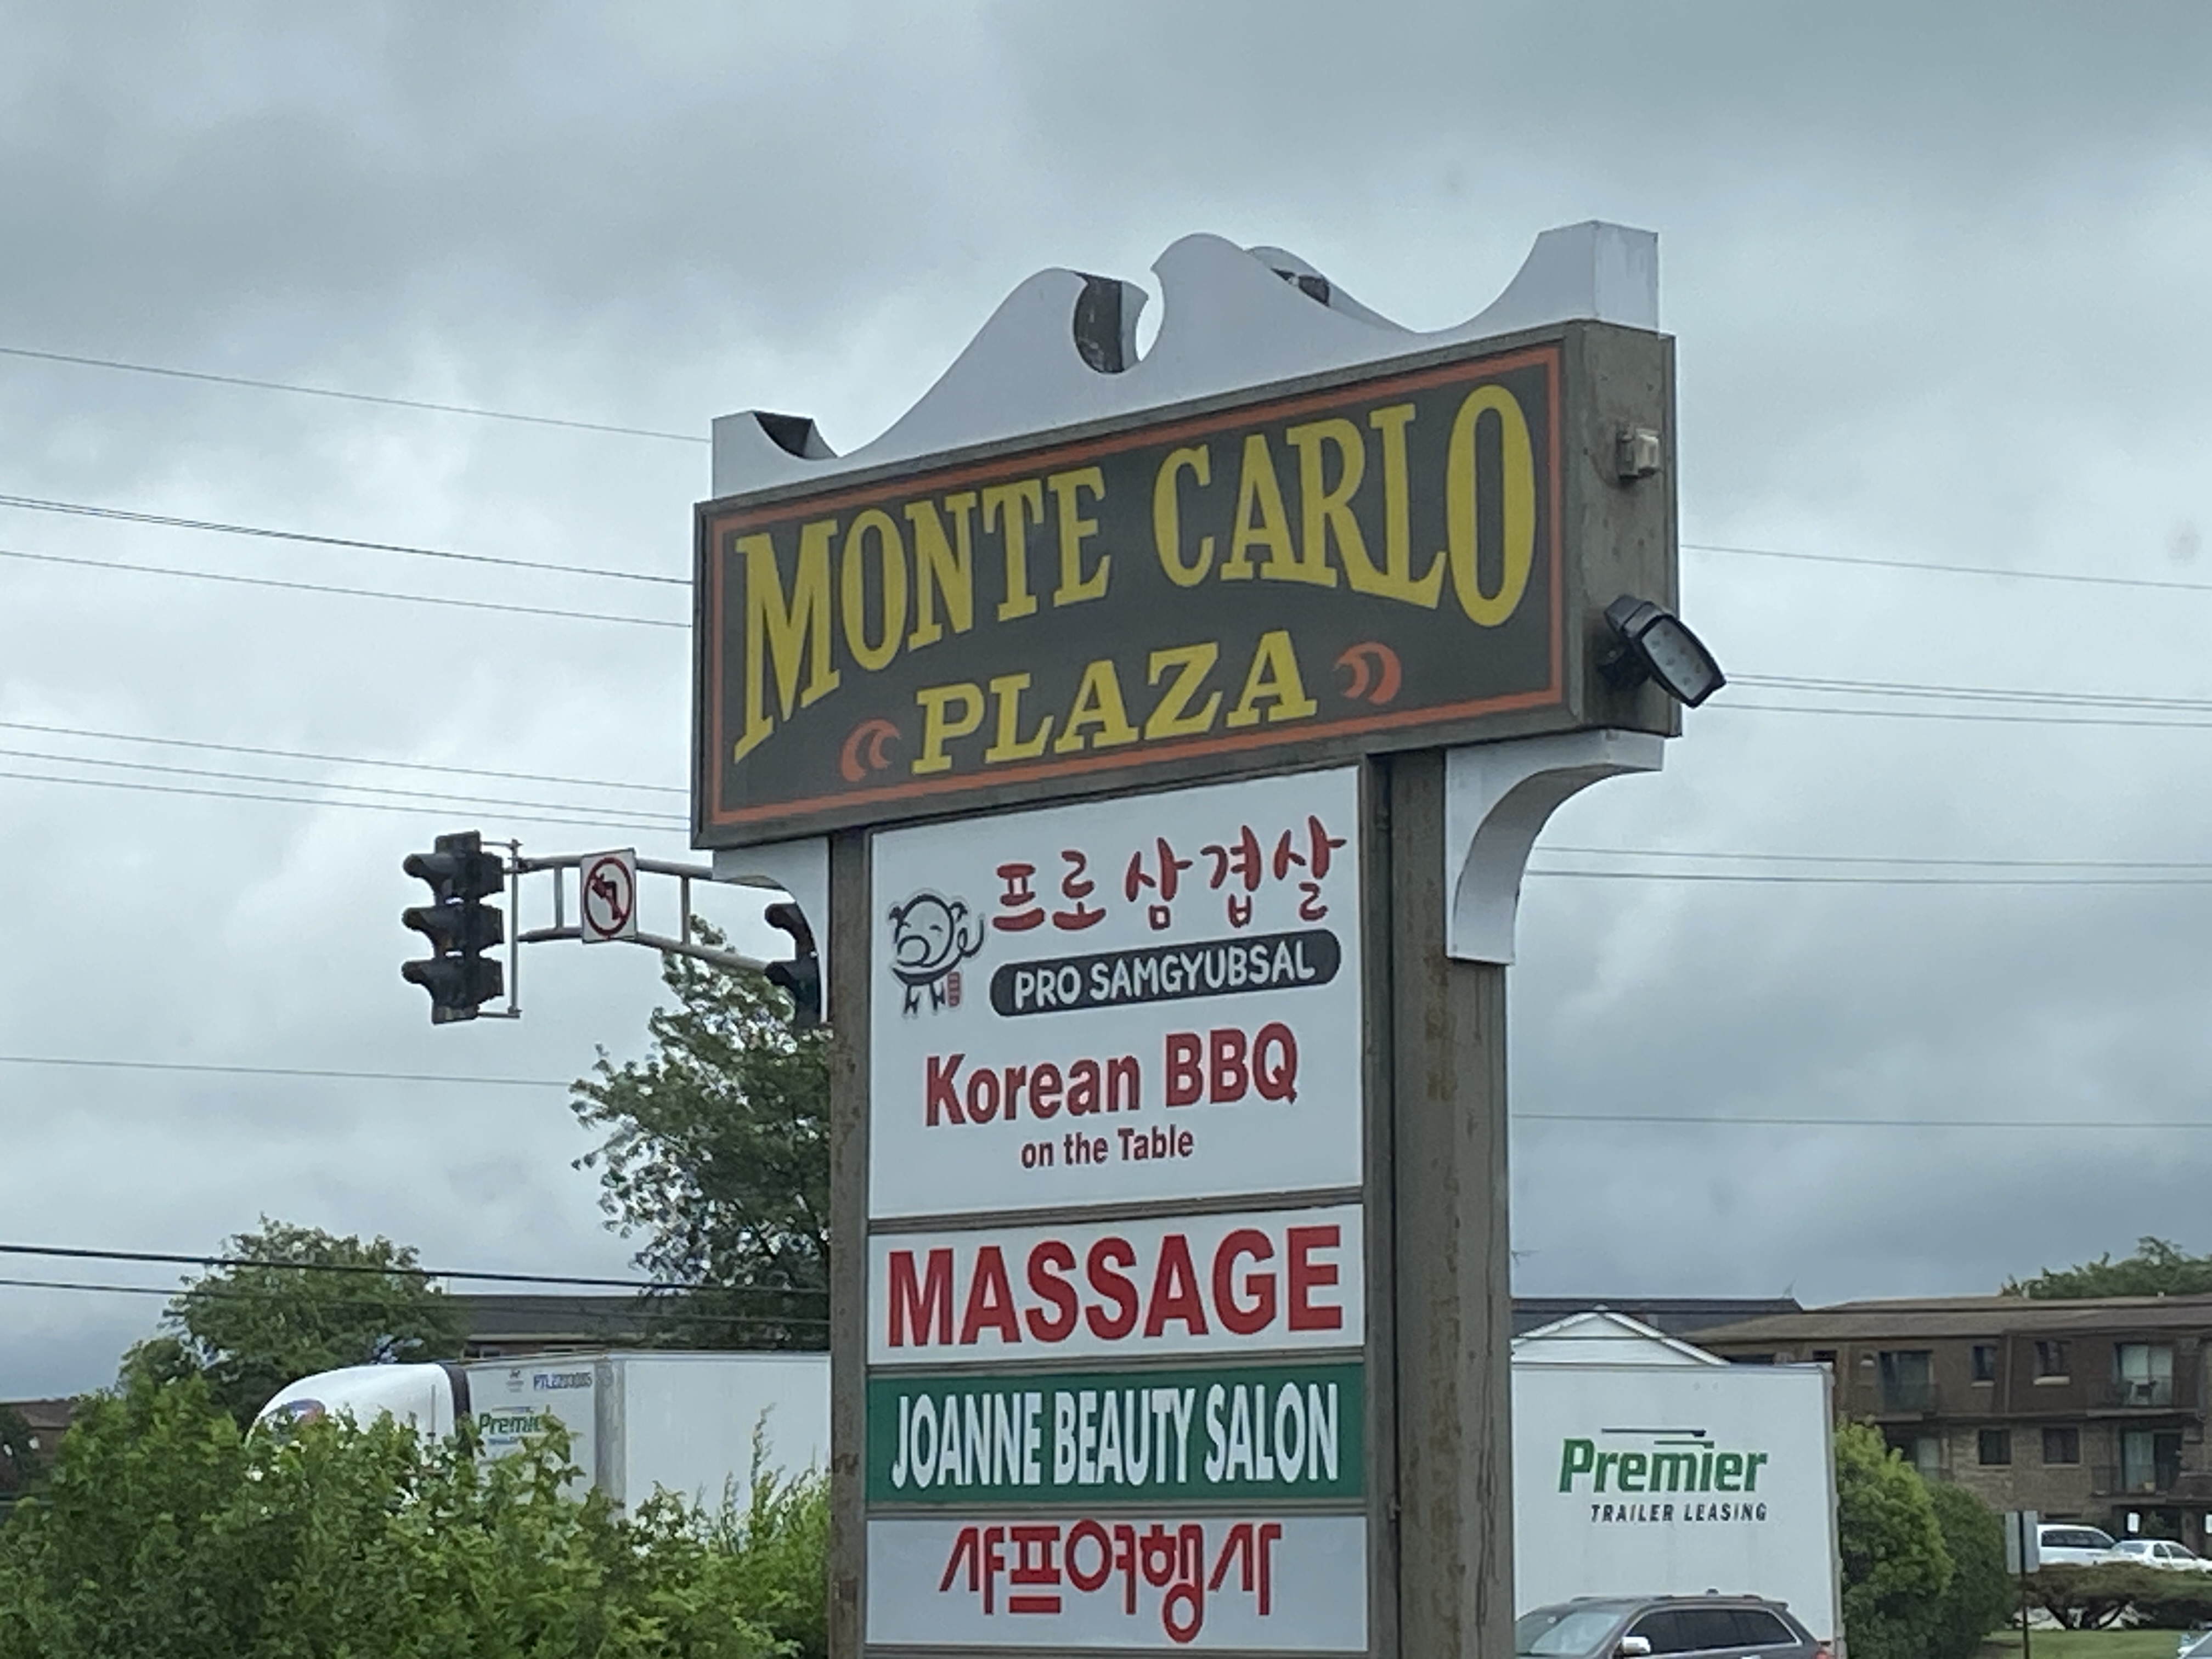 MONTE CARLO
PLAZA
프로 삼겹살
PRO SAMGYUBSAL
Korean BBQ
on the Table
MASSAGE
JOANNE BEAUTY SALON
샤프여행사
Premier
TRAILER LEASING